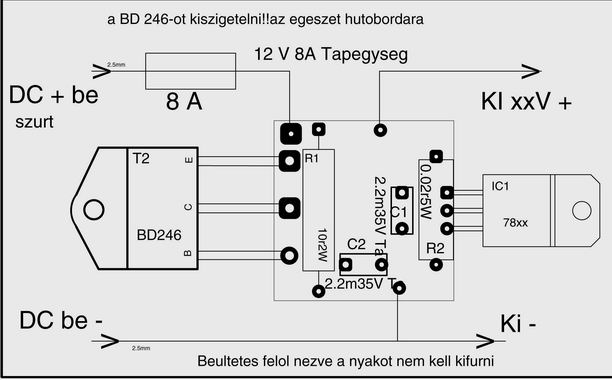 a BD 246-ot kiszigetelni!!az egeszet hutobordara
12 V 8A Tapegyseg
2.5mm
DC + be
szurt
8 A
KI xxV +
T2
E
C
B
BD246
R1
10r2W
2.2m35V Ta
C1
0.02r5W
R2
C2
2.2m35V T
IC1
78xx
DC be -
2.5mm
Ki -
Beultetes felol nezve a nyakot nem kell kifurni